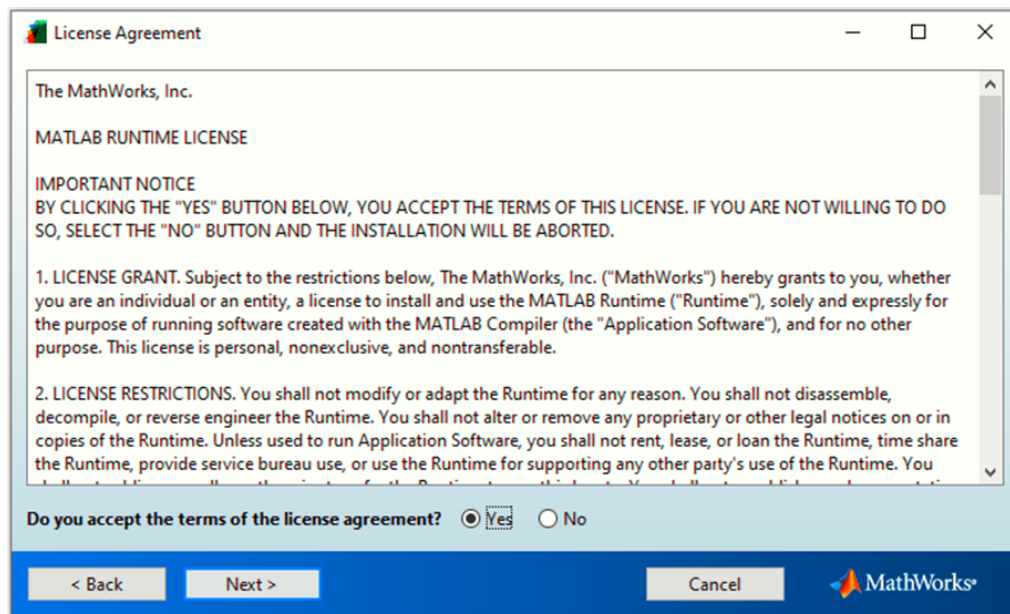 License Agreement
The MathWorks, Inc.
MATLAB RUNTIME LICENSE
IMPORTANT NOTICE
BY CLICKING THE "YES" BUTTON BELOW, YOU ACCEPT THE TERMS OF THIS LICENSE. IF YOU ARE NOT WILLING TO DO
SO, SELECT THE "NO" BUTTON AND THE INSTALLATION WILL BE ABORTED.
1. LICENSE GRANT. Subject to the restrictions below, The MathWorks, Inc. ("MathWorks") hereby grants to you, whether
you are an individual or an entity, a license to install and use the MATLAB Runtime ("Runtime"), solely and expressly for
the purpose of running software created with the MATLAB Compiler (the "Application Software"), and for no other
purpose. This license is personal, nonexclusive, and nontransferable.
2. LICENSE RESTRICTIONS. You shall not modify or adapt the Runtime for any reason. You shall not disassemble,
decompile, or reverse engineer the Runtime. You shall not alter or remove any proprietary or other legal notices on or in
copies of the Runtime. Unless used to run Application Software, you shall not rent, lease, or loan the Runtime, time share
the Runtime, provide service bureau use, or use the Runtime for supporting any other party's use of the Runtime. You
Do you accept the terms of the license agreement? Yes No
< Back Next > Cancel MathWorks®